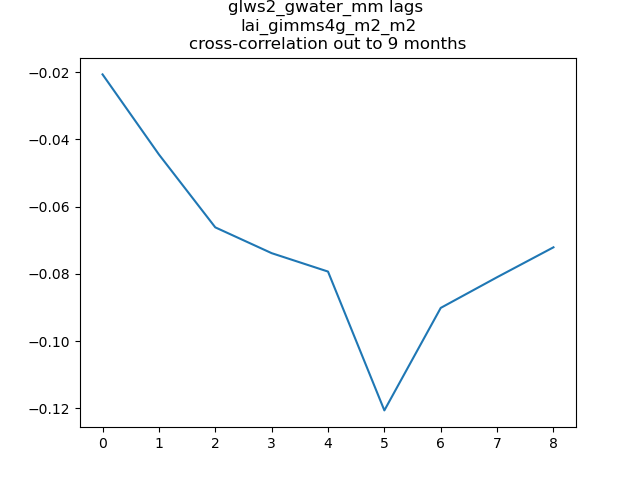 glws2_gwater_mm lags
lai_gimms4g_m2_m2
cross-correlation out to 9 months
−0.02
−0.04
−0.06
−0.08
−0.10
−0.12
0 1 2 3 4 5 6 7 8